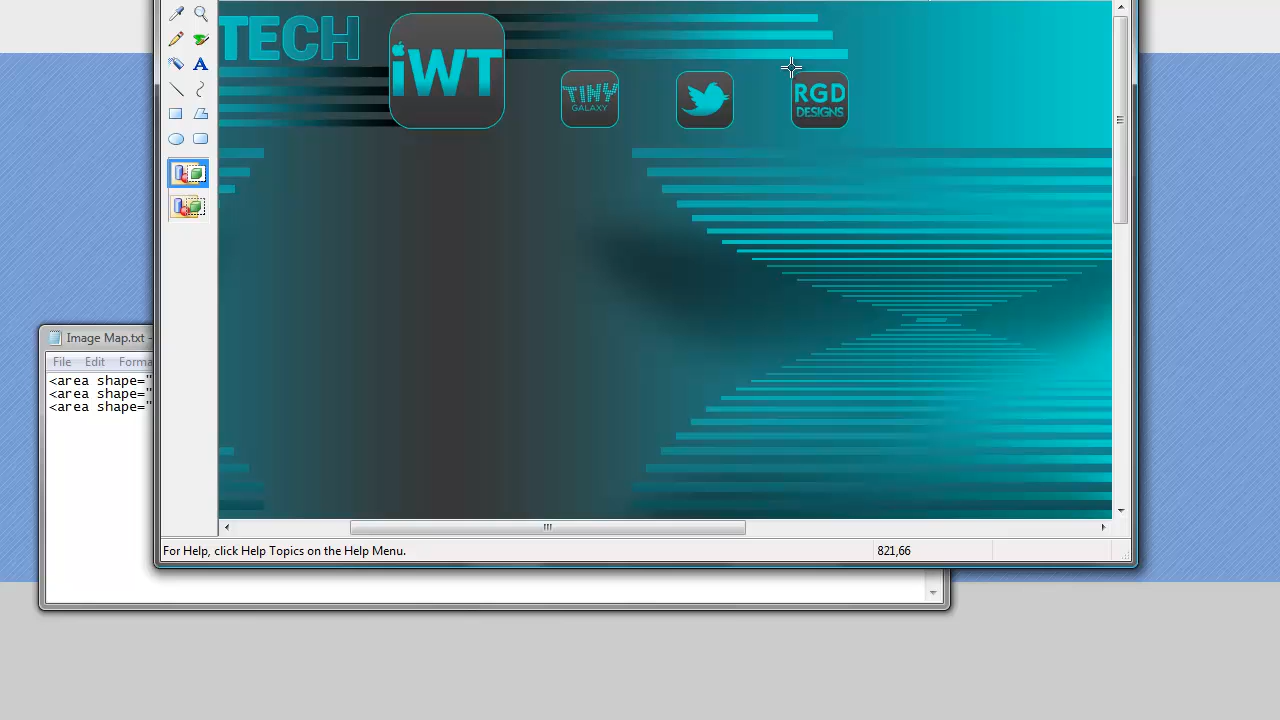 TECH
iWT
TINY
GALAXY
RGD
DESIGNS
A
Image Map.txt -
File Edit Forma
<area shape="
<area shape="
<area shape="
For Help, click Help Topics on the Help Menu.
821,66